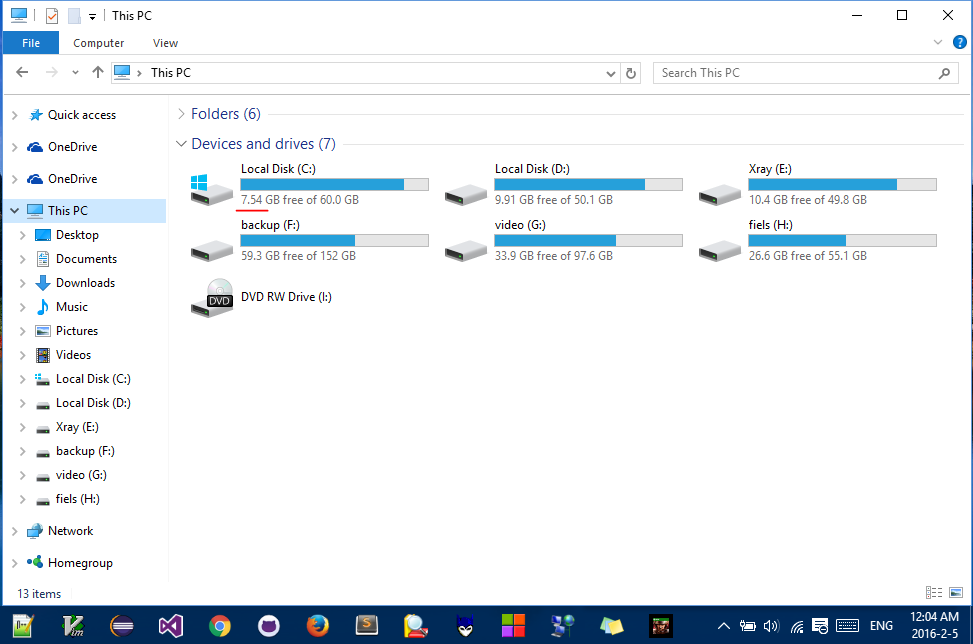 This PC
File Computer View
This PC
Search This PC
Quick access
OneDrive
OneDrive
This PC
Desktop
Documents
Downloads
Music
Pictures
Videos
Local Disk (C:)
Local Disk (D:)
Xray (E:)
backup (F:)
video (G:)
fiels (H:)
Network
Homegroup
Folders (6)
Devices and drives (7)
Local Disk (C:)
7.54 GB free of 60.0 GB
Local Disk (D:)
9.91 GB free of 50.1 GB
Xray (E:)
10.4 GB free of 49.8 GB
backup (F:)
59.3 GB free of 152 GB
video (G:)
33.9 GB free of 97.6 GB
fiels (H:)
26.6 GB free of 55.1 GB
DVD
DVD RW Drive (I:)
13 items
Vim
S
ENG
12:04 AM
2016-2-5